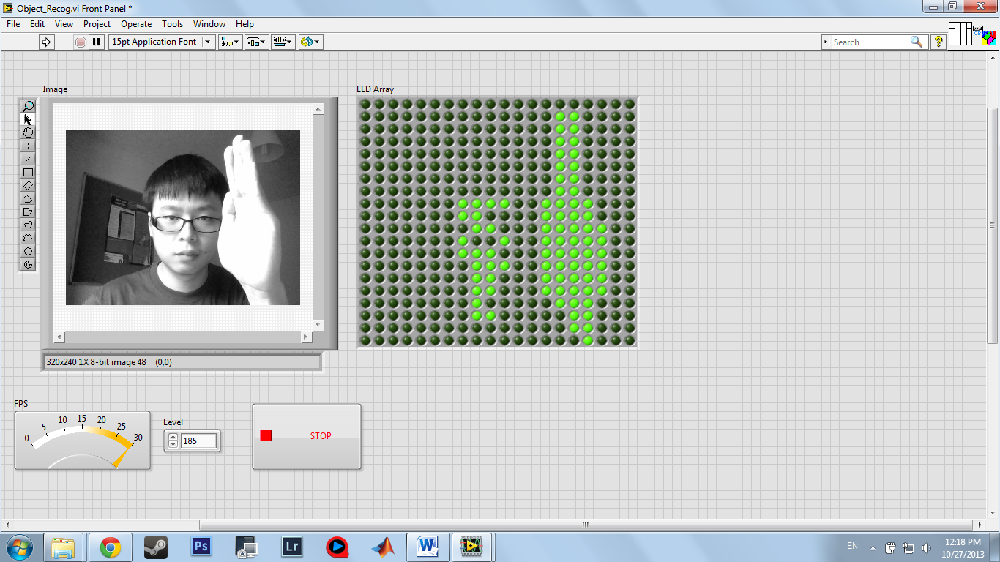 Object_Recog.vi Front Panel *
File Edit View Project Operate Tools Window Help
15pt Application Font
Search
?
Image
LED Array
320x240 1X 8-bit image 48 (0,0)
FPS
0 5 10 15 20 25 30
Level
185
STOP
Ps
Lr
W
EN
12:18 PM
10/27/2013